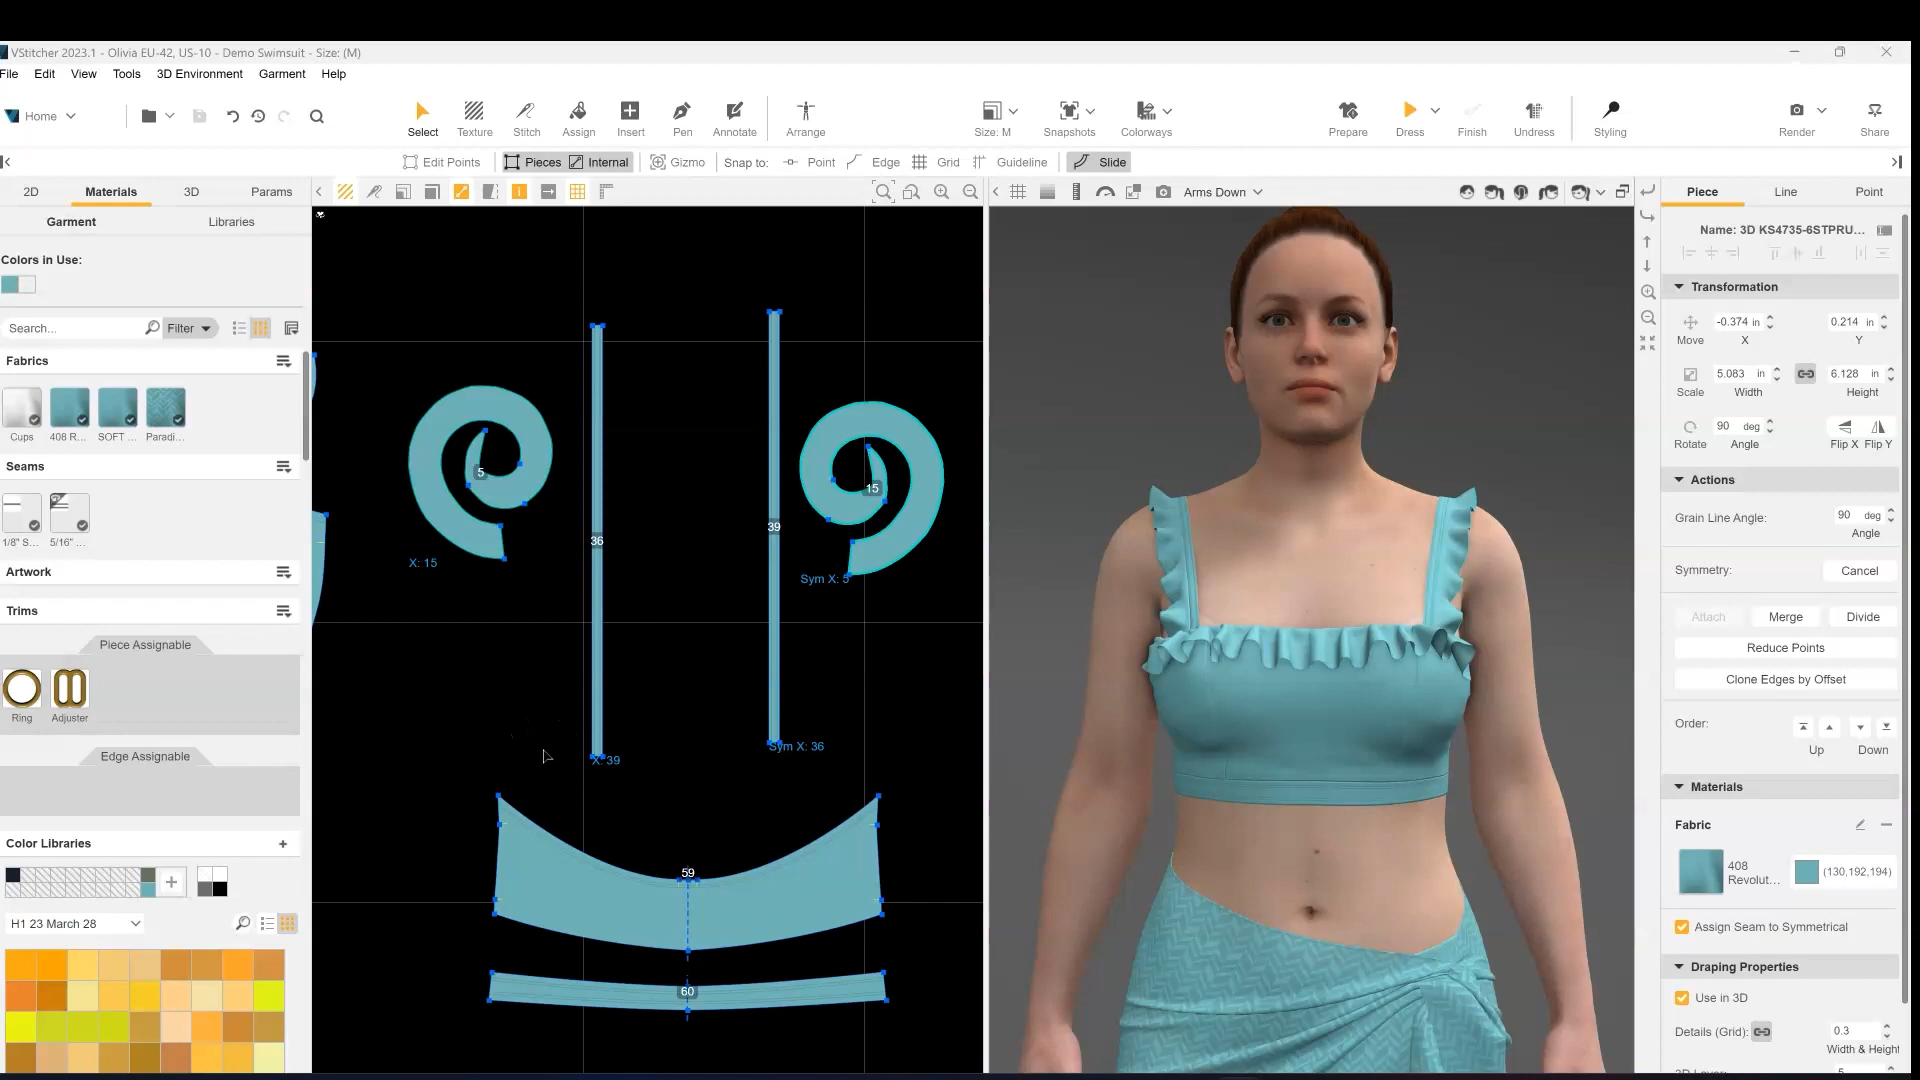 VStitcher 2023.1 - Olivia EU-42, US-10 - Demo Swimsuit - Size: (M)
File Edit View Tools 3D Environment Garment Help
Home
Select Texture Stitch Assign Insert Pen Annotate Arrange Size: M Snapshots Colorways Prepare Dress Finish Undress Styling Render Share
Edit Points Pieces Internal Gizmo Snap to: Point Edge Grid Guideline Slide
2D Materials 3D Params
Arms Down
Piece Line Point
Garment Libraries
Colors in Use:
Search... Filter
Fabrics
Cups 408 R... SOFT ... Paradi...
Seams
1/8" S... 5/16" ...
Artwork
Trims
Piece Assignable
Ring Adjuster
Edge Assignable
Color Libraries
H1 23 March 28
5
X: 15
36
X: 39
39
Sym X: 36
15
Sym X: 5
59
60
Name: 3D KS4735-6STPRU...
Transformation
-0.374 in 0.214 in
Move X Y
5.083 in 6.128 in
Scale Width Height
90 deg
Rotate Angle Flip X Flip Y
Actions
Grain Line Angle: 90 deg
Angle
Symmetry: Cancel
Attach Merge Divide
Reduce Points
Clone Edges by Offset
Order:
Up Down
Materials
Fabric
408
Revolut... (130,192,194)
Assign Seam to Symmetrical
Draping Properties
Use in 3D
Details (Grid): 0.3
Width & Height